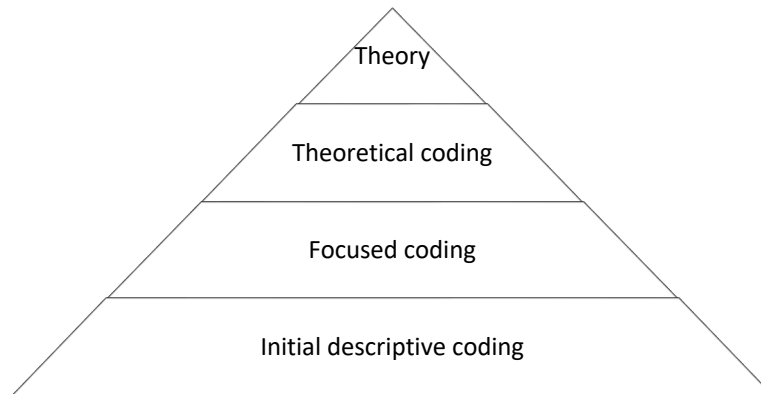 Theory
Theoretical coding
Focused coding
Initial descriptive coding